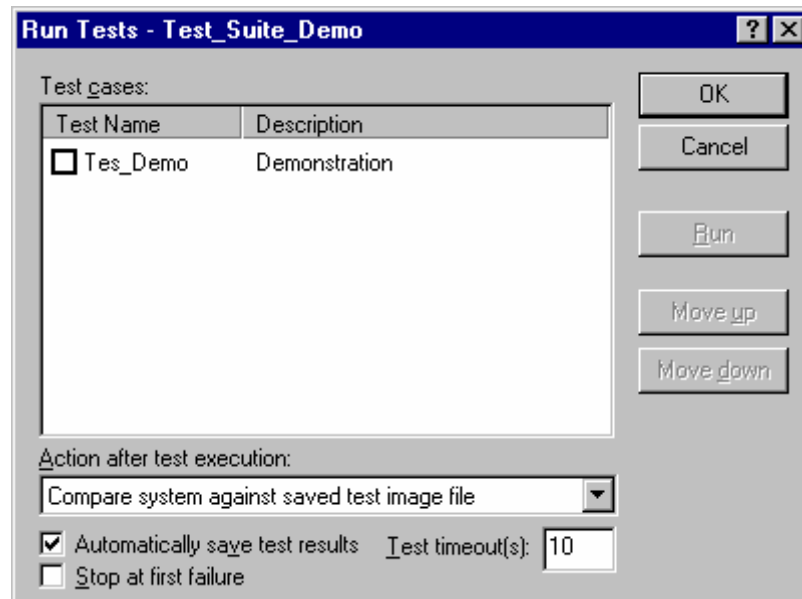 Run Tests - Test_Suite_Demo
?
Test cases:
Test Name Description
Tes_Demo Demonstration
OK
Cancel
Run
Move up
Move down
Action after test execution:
Compare system against saved test image file
Automatically save test results Test timeout(s): 10
Stop at first failure